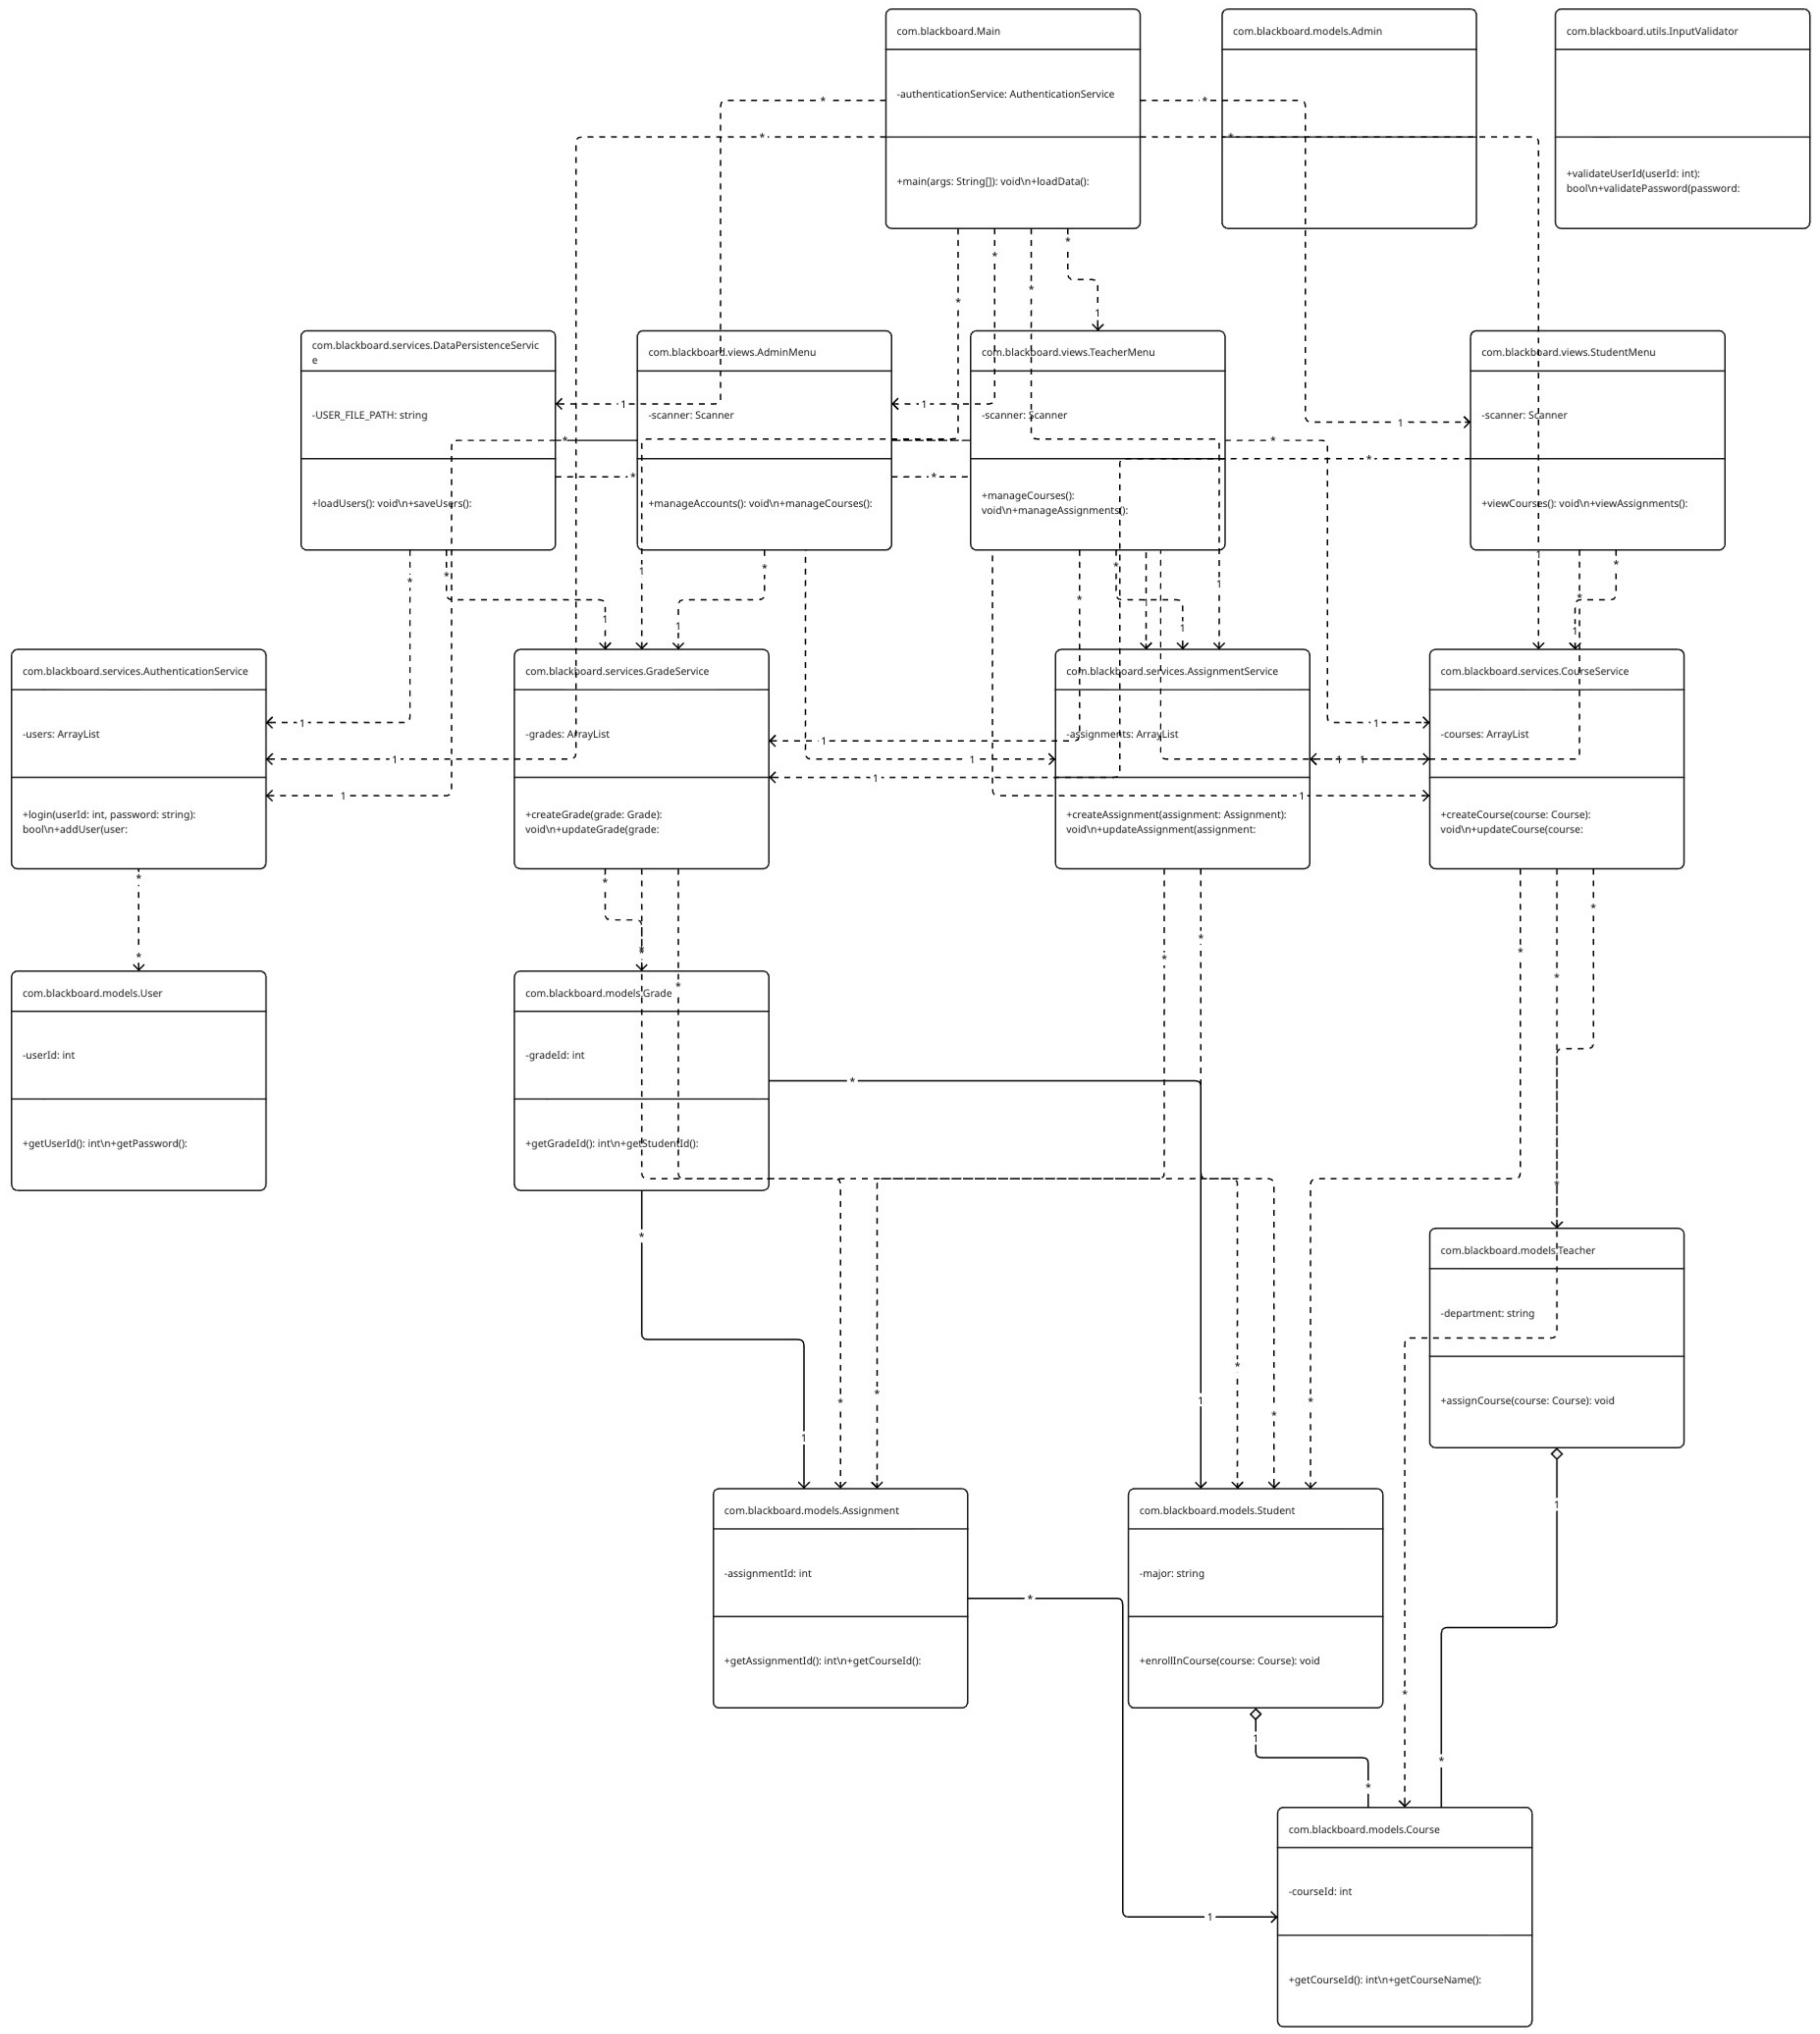 com.blackboard.Main
-authenticationService: AuthenticationService
+main(args: String[]): void\n+loadData():
com.blackboard.models.Admin
com.blackboard.utils.InputValidator
+validateUserId(userId: int):
bool\n+validatePassword(password:
com.blackboard.services.DataPersistenceServic
e
-USER_FILE_PATH: string
+loadUsers(): void\n+saveUsers():
com.blackboard.views.AdminMenu
-scanner: Scanner
+manageAccounts(): void\n+manageCourses():
com.blackboard.views.TeacherMenu
-scanner: Scanner
+manageCourses():
void\n+manageAssignments():
com.blackboard.views.StudentMenu
-scanner: Scanner
+viewCourses(): void\n+viewAssignments():
com.blackboard.services.AuthenticationService
-users: ArrayList
+login(userId: int, password: string):
bool\n+addUser(user:
com.blackboard.services.GradeService
-grades: ArrayList
+createGrade(grade: Grade):
void\n+updateGrade(grade:
com.blackboard.services.AssignmentService
-assignments: ArrayList
+createAssignment(assignment: Assignment):
void\n+updateAssignment(assignment:
com.blackboard.services.CourseService
-courses: ArrayList
+createCourse(course: Course):
void\n+updateCourse(course:
com.blackboard.models.User
-userId: int
+getUserId(): int\n+getPassword():
com.blackboard.models.Grade
-gradeId: int
+getGradeId(): int\n+getStudentId():
com.blackboard.models.Teacher
-department: string
+assignCourse(course: Course): void
com.blackboard.models.Assignment
-assignmentId: int
+getAssignmentId(): int\n+getCourseId():
com.blackboard.models.Student
-major: string
+enrollInCourse(course: Course): void
com.blackboard.models.Course
-courseId: int
+getCourseId(): int\n+getCourseName():